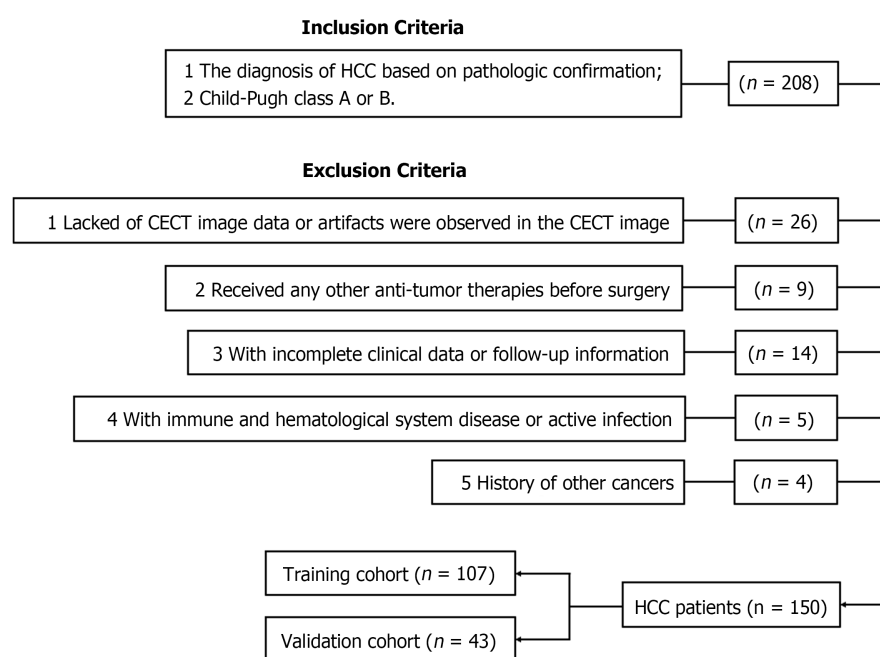 Inclusion Criteria
1 The diagnosis of HCC based on pathologic confirmation;
2 Child-Pugh class A or B.
(n = 208)
Exclusion Criteria
1 Lacked of CECT image data or artifacts were observed in the CECT image
(n = 26)
2 Received any other anti-tumor therapies before surgery
(n = 9)
3 With incomplete clinical data or follow-up information
(n = 14)
4 With immune and hematological system disease or active infection
(n = 5)
5 History of other cancers
(n = 4)
Training cohort (n = 107)
HCC patients (n = 150)
Validation cohort (n = 43)